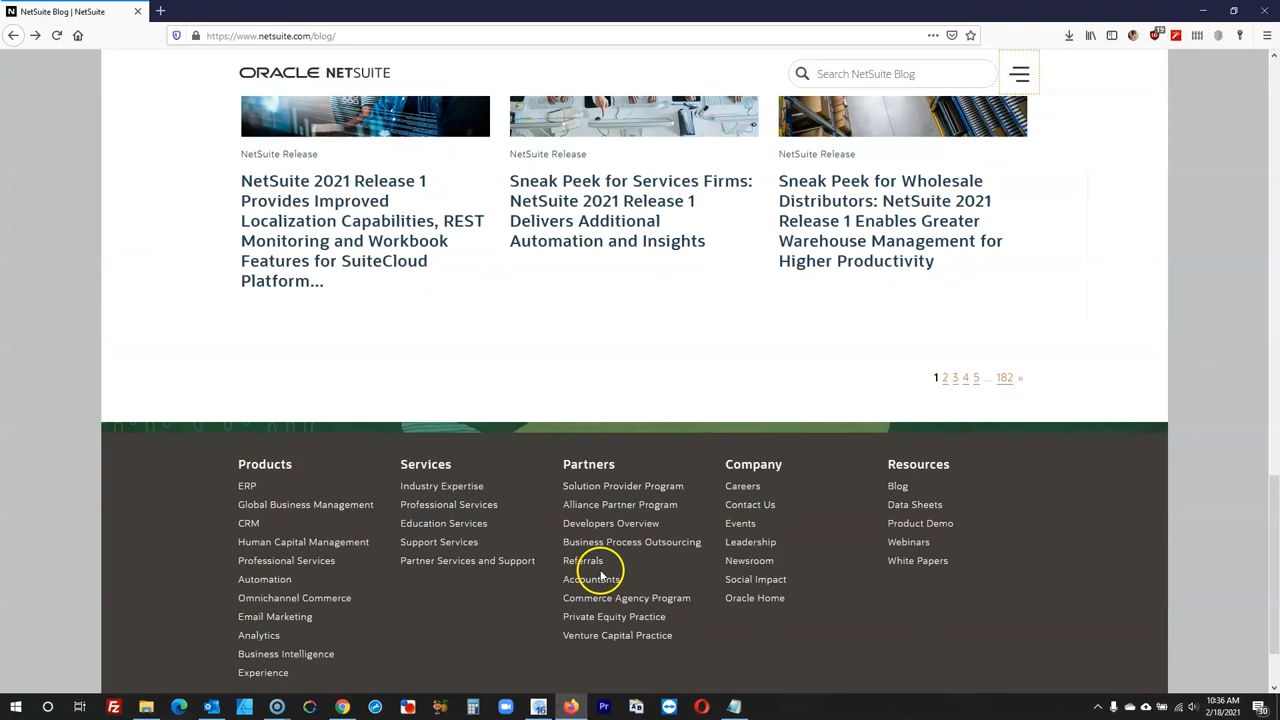 NetSuite Blog | NetSuite
https://www.netsuite.com/blog/
ORACLE NETSUITE
Search NetSuite Blog
NetSuite Release
NetSuite 2021 Release 1
Provides Improved
Localization Capabilities, REST
Monitoring and Workbook
Features for SuiteCloud
Platform...
NetSuite Release
Sneak Peek for Services Firms:
NetSuite 2021 Release 1
Delivers Additional
Automation and Insights
NetSuite Release
Sneak Peek for Wholesale
Distributors: NetSuite 2021
Release 1 Enables Greater
Warehouse Management for
Higher Productivity
1 2 3 4 5 ... 182 »
Products
ERP
Global Business Management
CRM
Human Capital Management
Professional Services
Automation
Omnichannel Commerce
Email Marketing
Analytics
Business Intelligence
Experience
Services
Industry Expertise
Professional Services
Education Services
Support Services
Partner Services and Support
Partners
Solution Provider Program
Alliance Partner Program
Developers Overview
Business Process Outsourcing
Referrals
Accountants
Commerce Agency Program
Private Equity Practice
Venture Capital Practice
Company
Careers
Contact Us
Events
Leadership
Newsroom
Social Impact
Oracle Home
Resources
Blog
Data Sheets
Product Demo
Webinars
White Papers
10:36 AM
2/18/2021